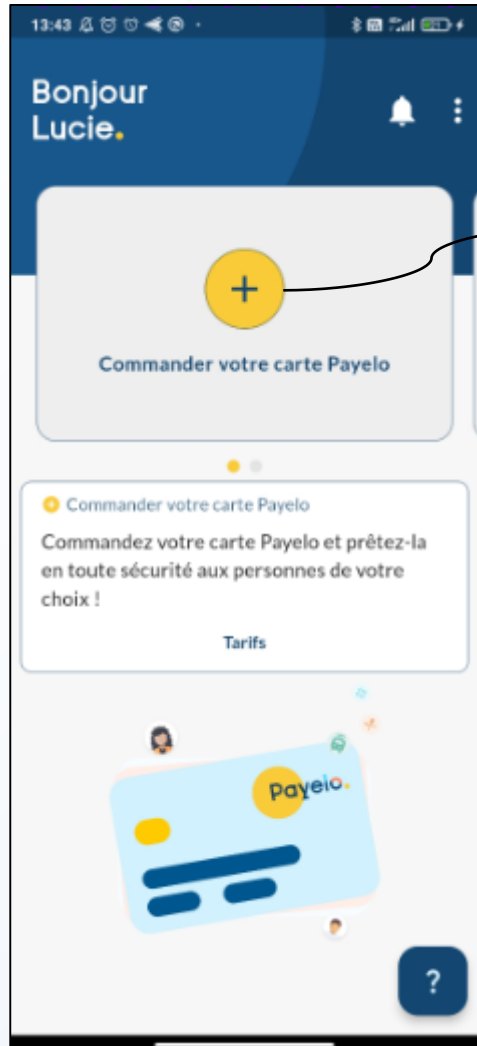 13:43
Bonjour
Lucie.
+
Commander votre carte Payelo
+ Commander votre carte Payelo
Commandez votre carte Payelo et prêtez-la
en toute sécurité aux personnes de votre
choix !
Tarifs
Payelo.
?